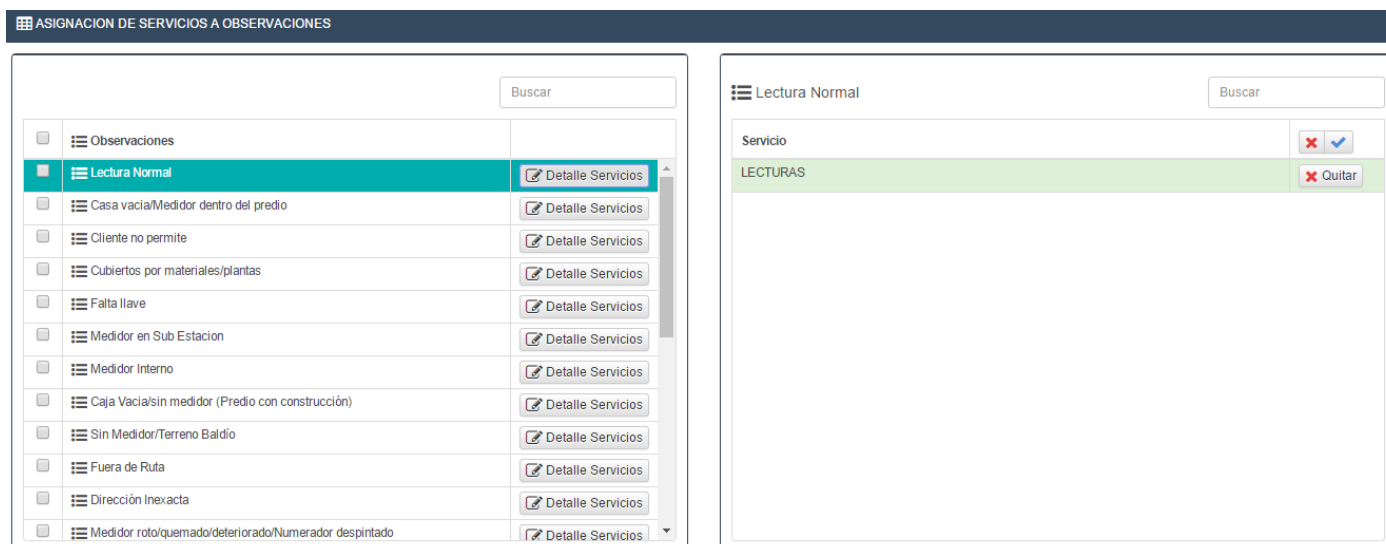 ASIGNACION DE SERVICIOS A OBSERVACIONES
Buscar
Observaciones
Lectura Normal Detalle Servicios
Casa vacia/Medidor dentro del predio Detalle Servicios
Cliente no permite Detalle Servicios
Cubiertos por materiales/plantas Detalle Servicios
Falta llave Detalle Servicios
Medidor en Sub Estacion Detalle Servicios
Medidor Interno Detalle Servicios
Caja Vacia/sin medidor (Predio con construcción) Detalle Servicios
Sin Medidor/Terreno Baldío Detalle Servicios
Fuera de Ruta Detalle Servicios
Dirección Inexacta Detalle Servicios
Medidor roto/quemado/deteriorado/Numerador despintado Detalle Servicios
Lectura Normal Buscar
Servicio
LECTURAS Quitar